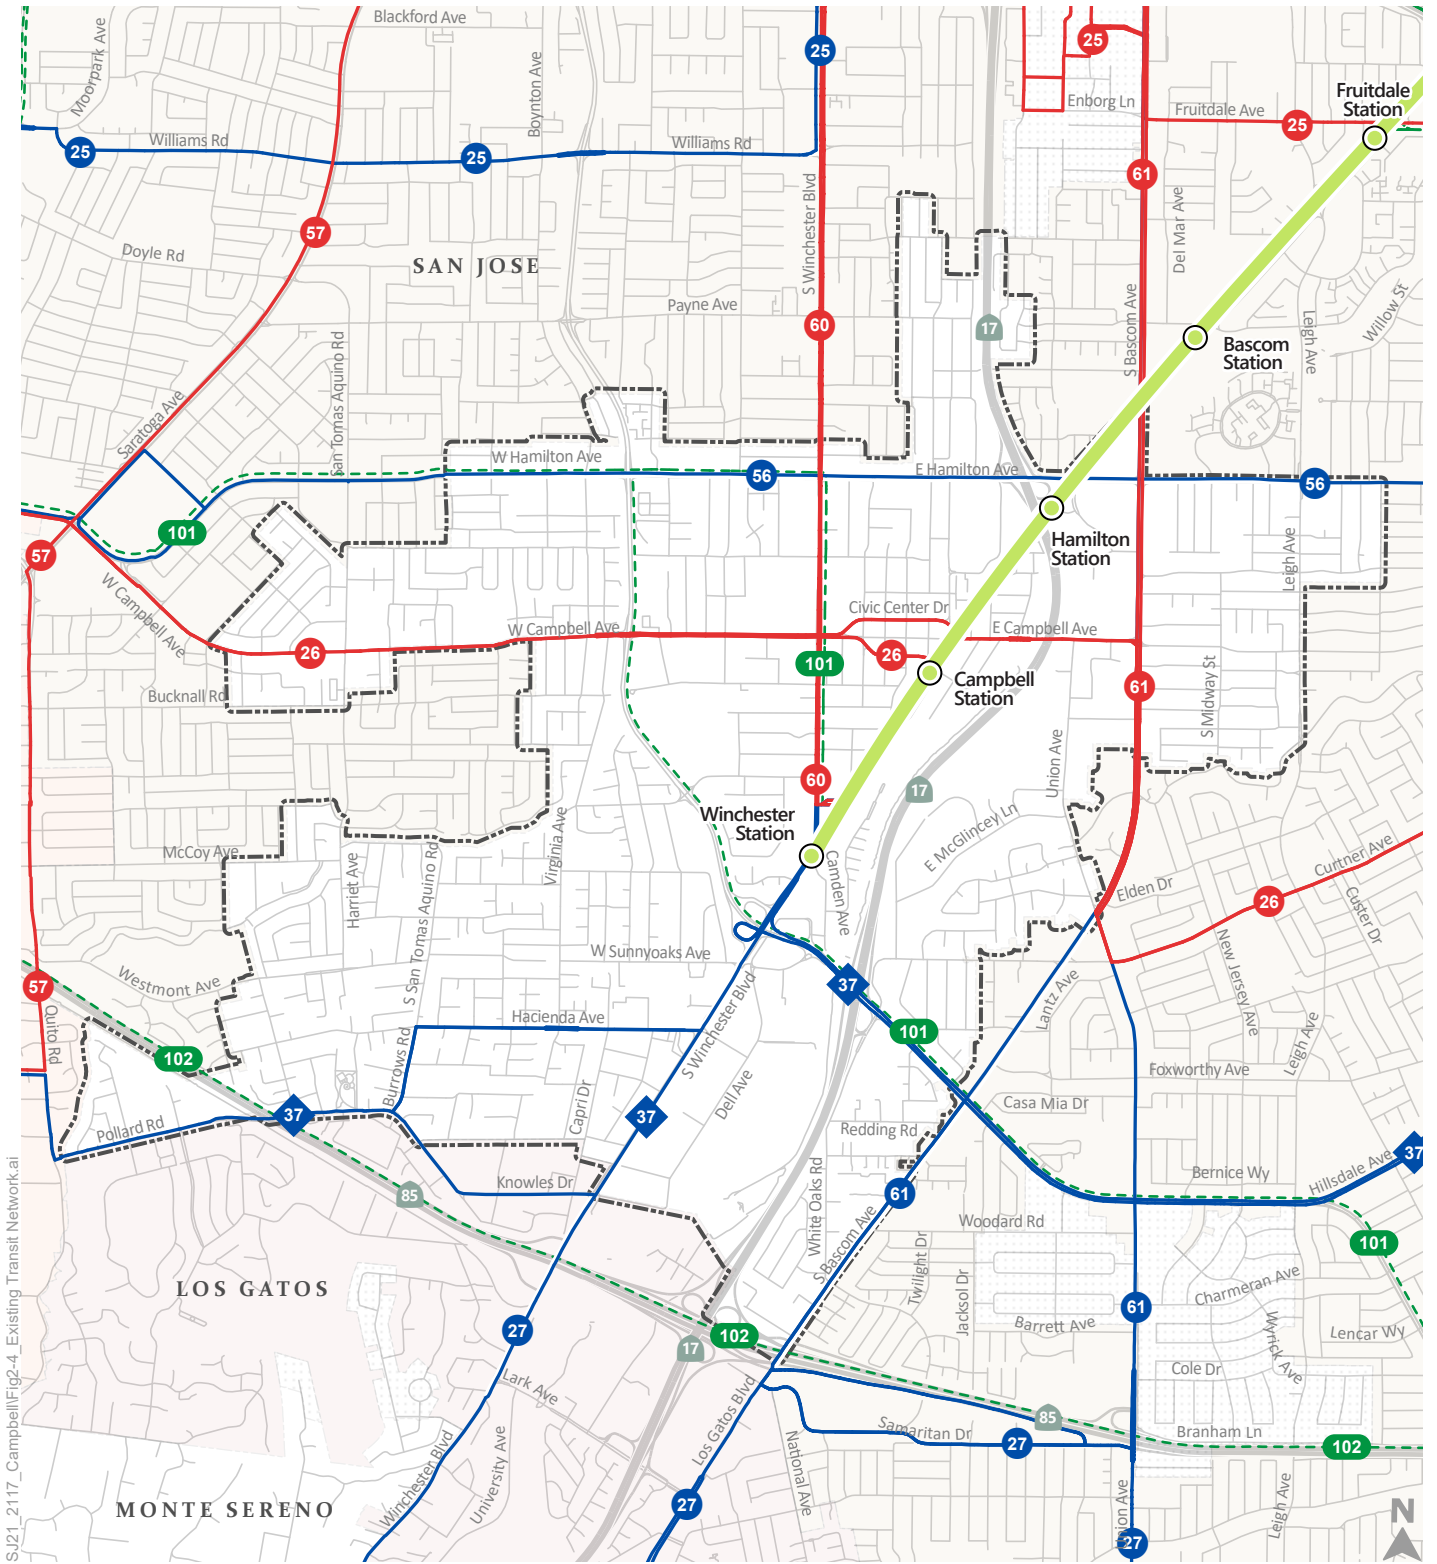 Blackford Ave
Moorpark Ave
Boynton Ave
25
25
Enborg Ln
Fruitdale Ave
Fruitdale
Station
25
Williams Rd
25
25
Williams Rd
61
S Winchester Blvd
Del Mar Ave
57
Doyle Rd
SAN JOSE
Payne Ave
60
17
S Bascom Ave
Bascom
Station
Leigh Ave
Willow St
San Tomas Aquino Rd
Saratoga Ave
W Hamilton Ave
56
E Hamilton Ave
56
101
57
Hamilton
Station
Leigh Ave
W Campbell Ave
Civic Center Dr
W Campbell Ave
E Campbell Ave
26
101
26
Campbell
Station
61
S Midway St
Bucknall Rd
Union Ave
60
17
Winchester
Station
E McGlincey Ln
McCoy Ave
Harriet Ave
S San Tomas Aquino Rd
Virginia Ave
Camden Ave
Elden Dr
Curtner Ave
26
Custer Dr
New Jersey Ave
W Sunnyoaks Ave
57
Westmont Ave
37
Lantz Ave
Quito Rd
Hacienda Ave
S Winchester Blvd
101
Leigh Ave
102
Burrows Rd
Dell Ave
Foxworthy Ave
Capri Dr
Casa Mia Dr
37
37
Pollard Rd
Redding Rd
37
Hillsdale Ave
Bernice Wy
Knowles Dr
85
61
White Oaks Rd
S Bascom Ave
Woodard Rd
101
Twilight Dr
LOS GATOS
Jacksol Dr
Charmeran Ave
61
27
102
17
Barrett Ave
Wyrick Ave
Lencar Wy
Cole Dr
Lark Ave
Los Gatos Blvd
85
Samaritan Dr
27
Branham Ln
102
National Ave
Winchester Blvd
University Ave
MONTE SERENO
27
Union Ave
27
Leigh Ave
N
SJ21_2117_Campbell\Fig2-4_Existing Transit Network.ai